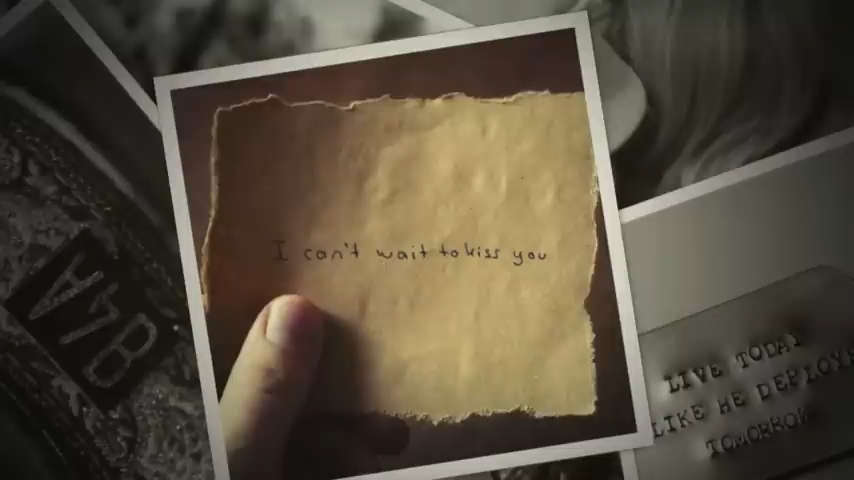 I can't wait to kiss you
LIVE TODAY
LIKE HE DEPLOYS
TOMORROW